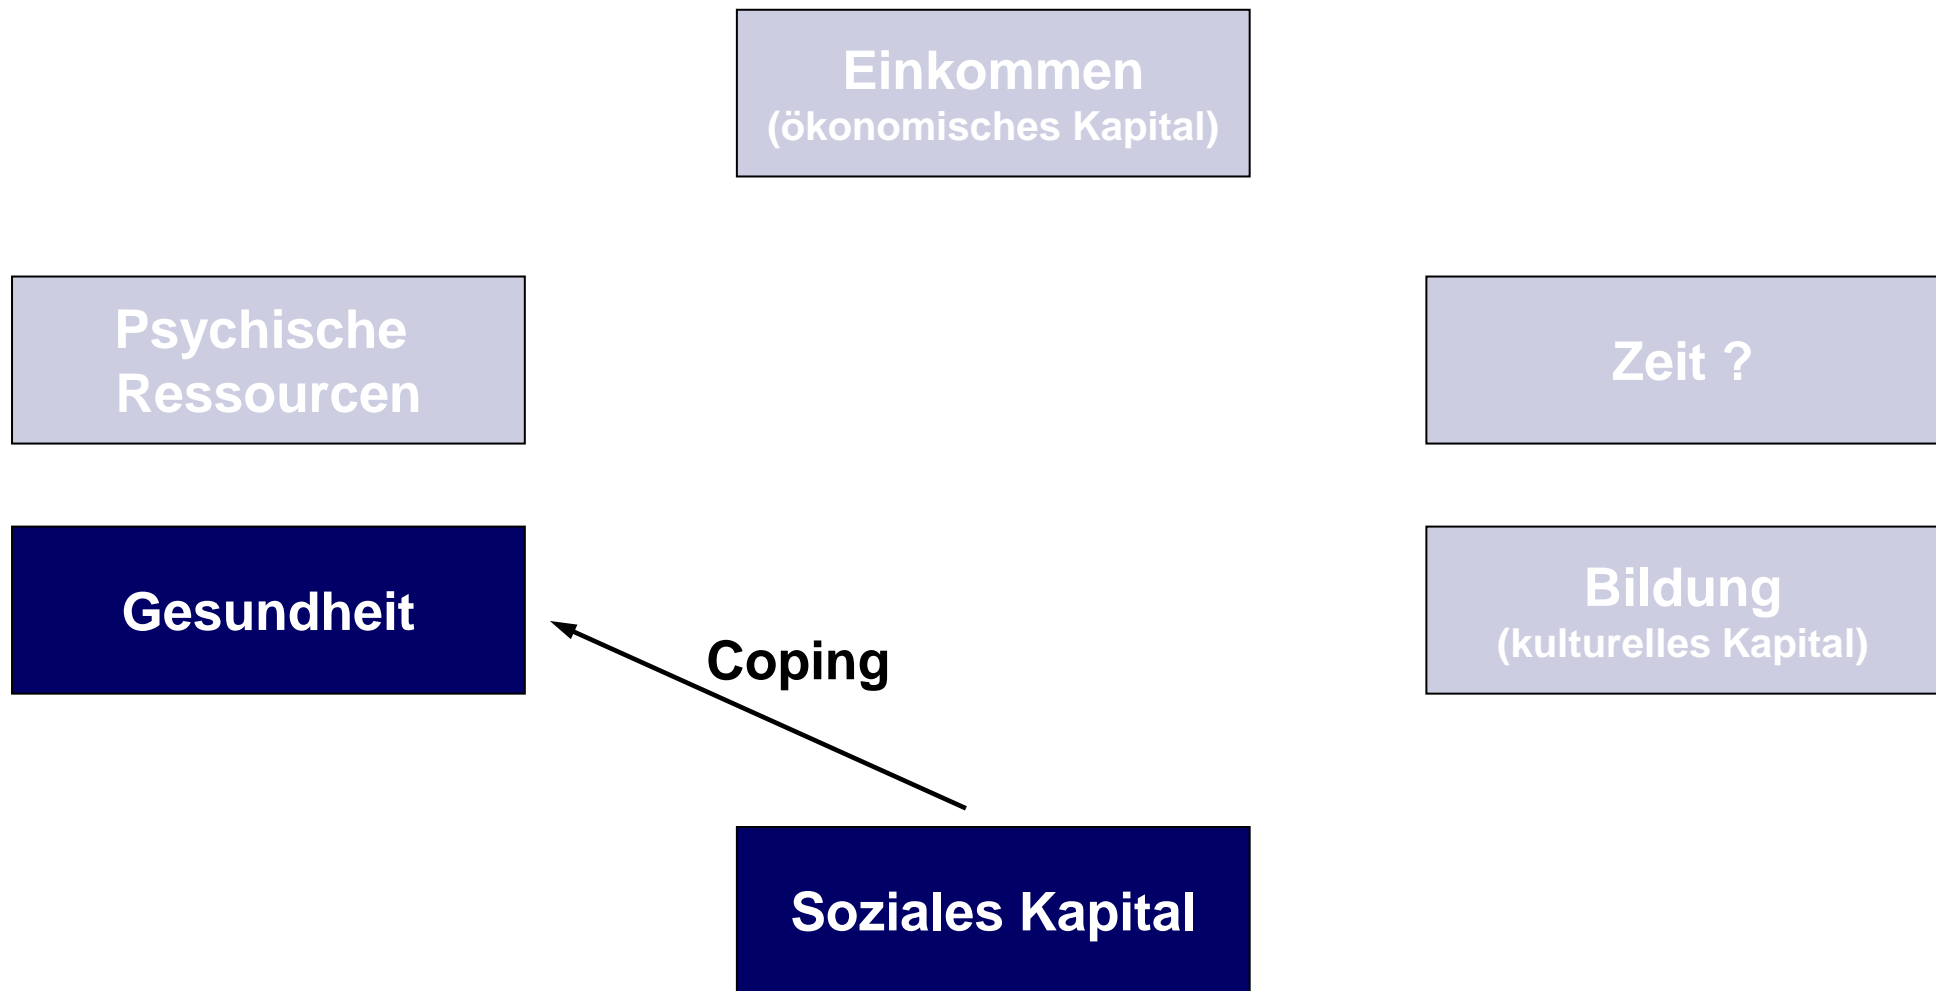 Einkommen
(ökonomisches Kapital)
Psychische
Ressourcen
Zeit ?
Gesundheit
Bildung
(kulturelles Kapital)
Coping
Soziales Kapital